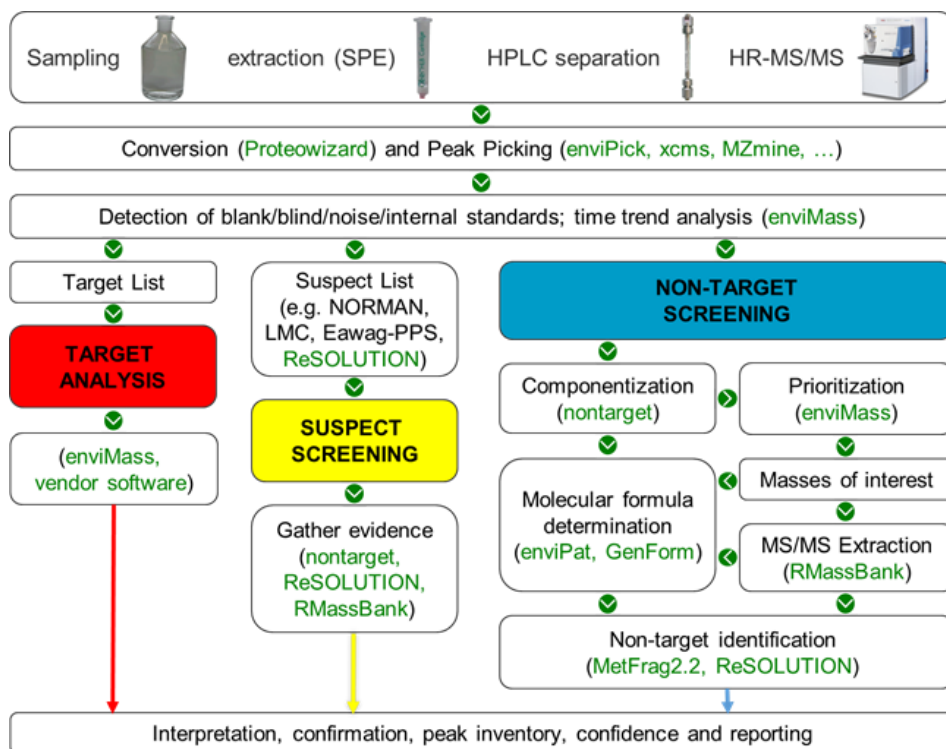 Sampling
extraction (SPE)
HPLC separation
HR-MS/MS
Conversion (Proteowizard) and Peak Picking (enviPick, xcms, MZmine, …)
Detection of blank/blind/noise/internal standards; time trend analysis (enviMass)
Target List
TARGET
ANALYSIS
(enviMass,
vendor software)
Suspect List
(e.g. NORMAN,
LMC, Eawag-PPS,
ReSOLUTION)
SUSPECT
SCREENING
Gather evidence
(nontarget,
ReSOLUTION,
RMassBank)
NON-TARGET
SCREENING
Componentization
(nontarget)
Prioritization
(enviMass)
Masses of interest
Molecular formula
determination
(enviPat, GenForm)
MS/MS Extraction
(RMassBank)
Non-target identification
(MetFrag2.2, ReSOLUTION)
Interpretation, confirmation, peak inventory, confidence and reporting